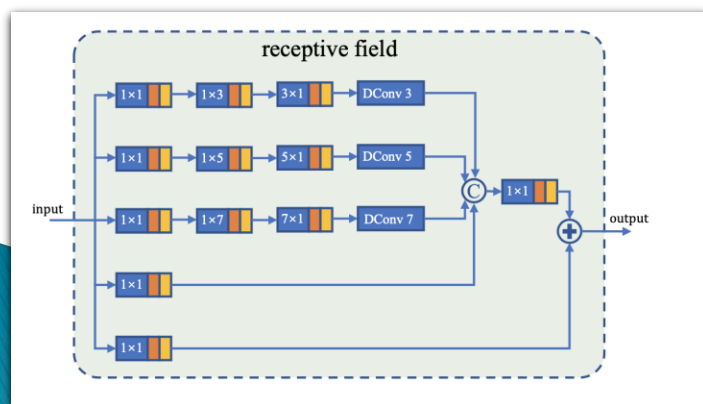 receptive field
1×1 1×3 3×1 DConv 3
1×1 1×5 5×1 DConv 5
C 1×1
input 1×1 1×7 7×1 DConv 7 output
1×1
1×1